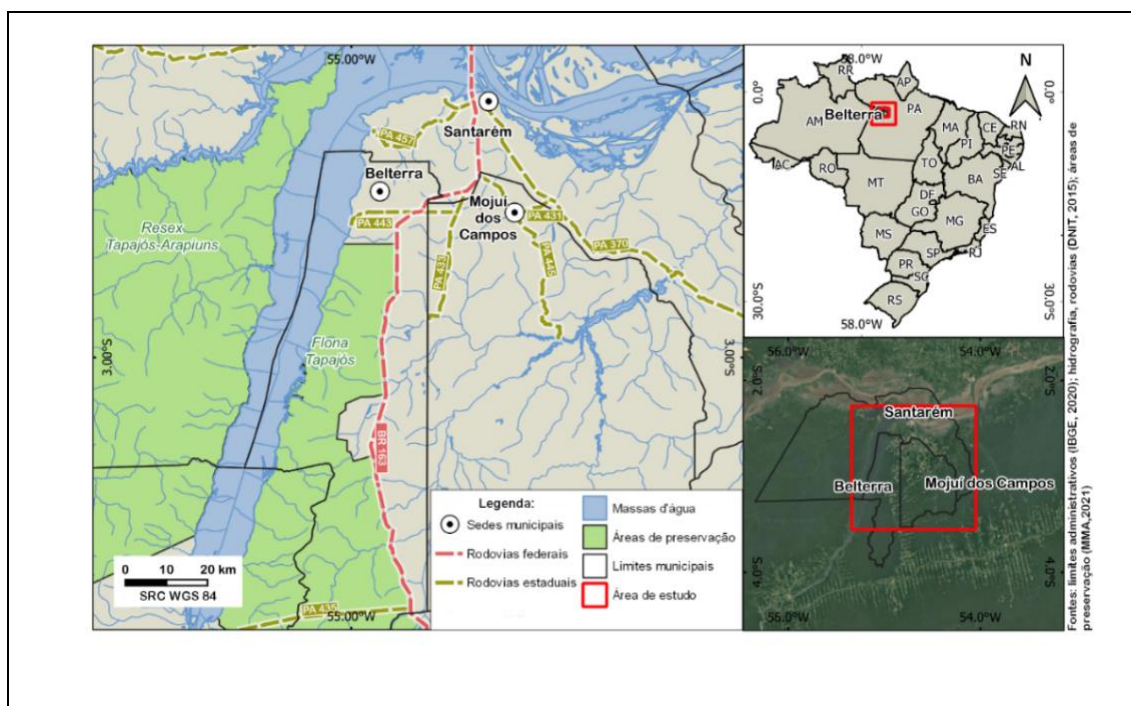 55.00°W
Santarém
PA 457
Belterra
Mojuí dos
Campos
PA 443
PA 431
PA 370
PA 433
PA 445
Resex
Tapajós-Arapiuns
Flona
Tapajós
3.00°S
3.00°S
BR 163
PA 435
55.00°W
0 10 20 km
SRC WGS 84
Legenda:
Sedes municipais
Rodovias federais
Rodovias estaduais
Massas d'água
Áreas de preservação
Limites municipais
Área de estudo
58.0°W
N
0.0°
0.0°
RR
AP
Belterra
AM
PA
MA
CE
RN
PI
PE
AL
SE
AC
RO
TO
BA
MT
DF
GO
MG
ES
MS
SP
RJ
PR
SC
RS
30.0°S
30.0°S
58.0°W
56.0°W
54.0°W
2.0°S
2.0°S
Santarém
Belterra
Mojuí dos Campos
4.0°S
4.0°S
56.0°W
54.0°W
Fontes: limites administrativos (IBGE, 2020); hidrografia, rodovias (DNIT, 2015); áreas de
preservação (MMA,2021)